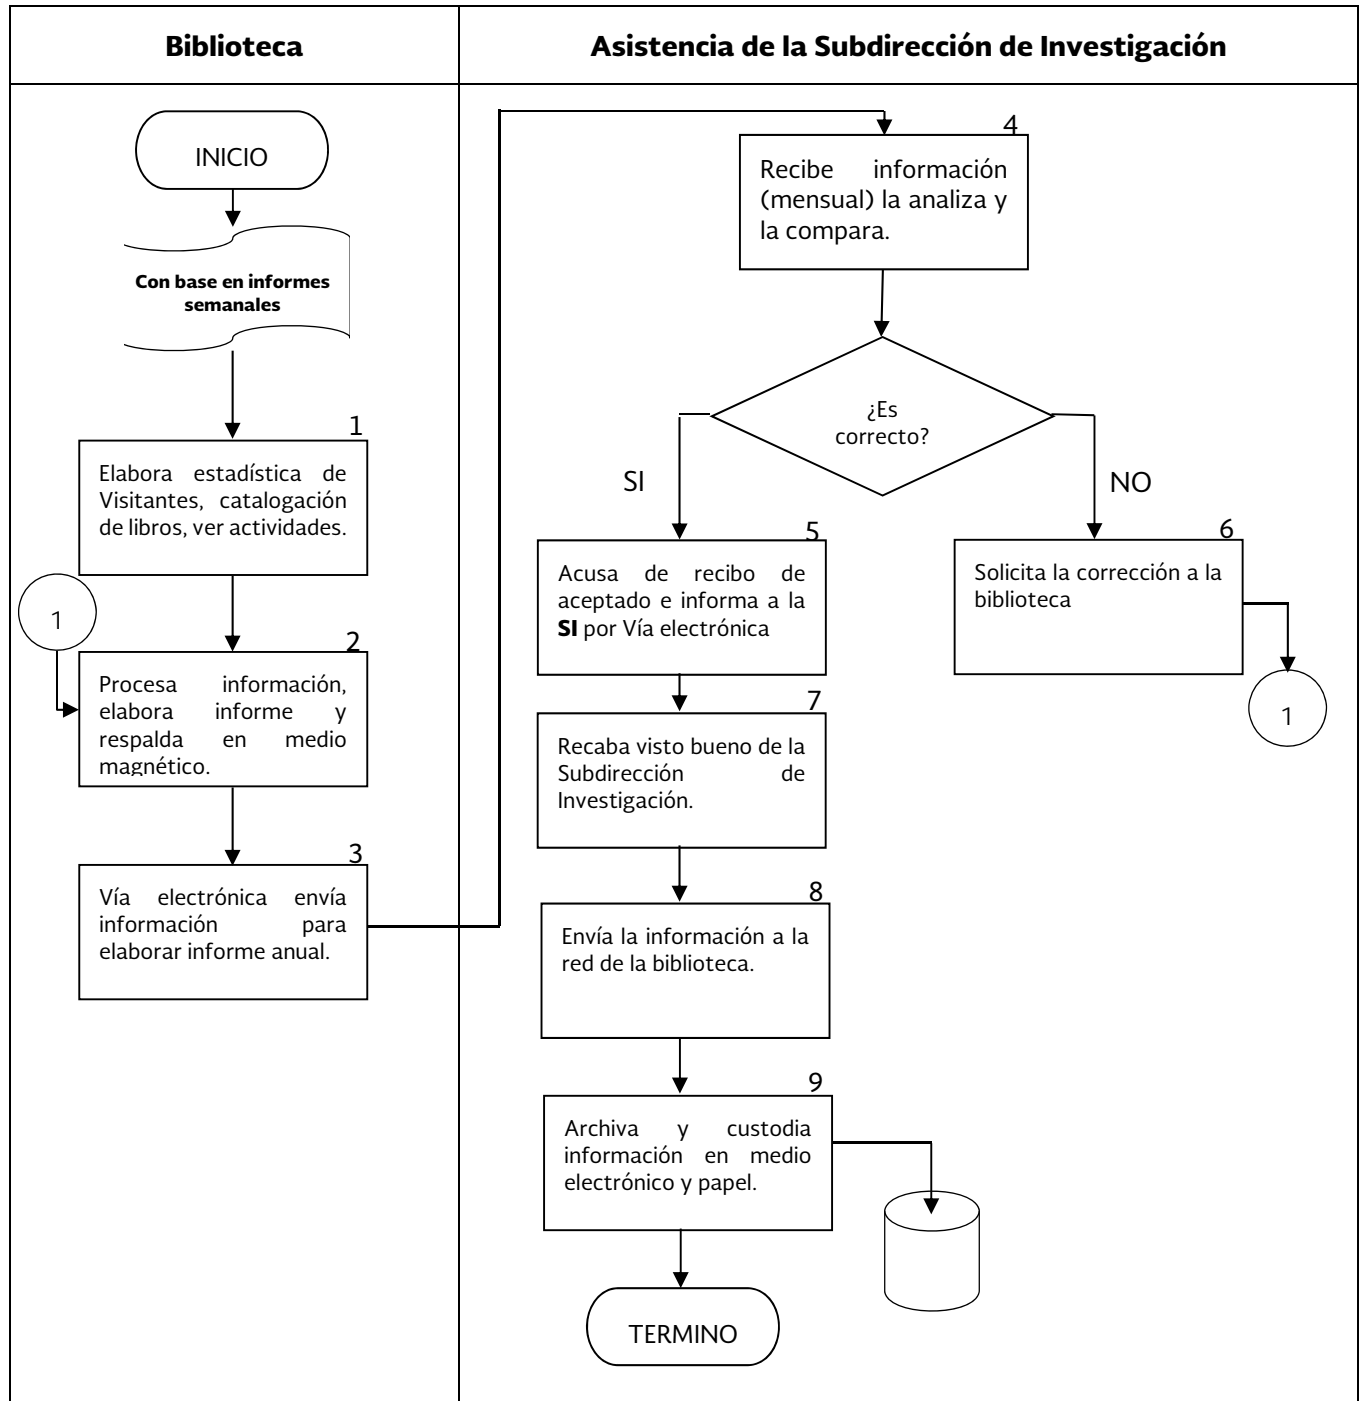 Biblioteca
Asistencia de la Subdirección de Investigación
INICIO
Con base en informes
semanales
1
Elabora estadística de
Visitantes, catalogación
de libros, ver actividades.
1
2
Procesa información,
elabora informe y
respalda en medio
magnético.
3
Vía electrónica envía
información para
elaborar informe anual.
4
Recibe información
(mensual) la analiza y
la compara.
¿Es
correcto?
SI
NO
5
Acusa de recibo de
aceptado e informa a la
SI por Vía electrónica
6
Solicita la corrección a la
biblioteca
1
7
Recaba visto bueno de la
Subdirección de
Investigación.
8
Envía la información a la
red de la biblioteca.
9
Archiva y custodia
información en medio
electrónico y papel.
TERMINO